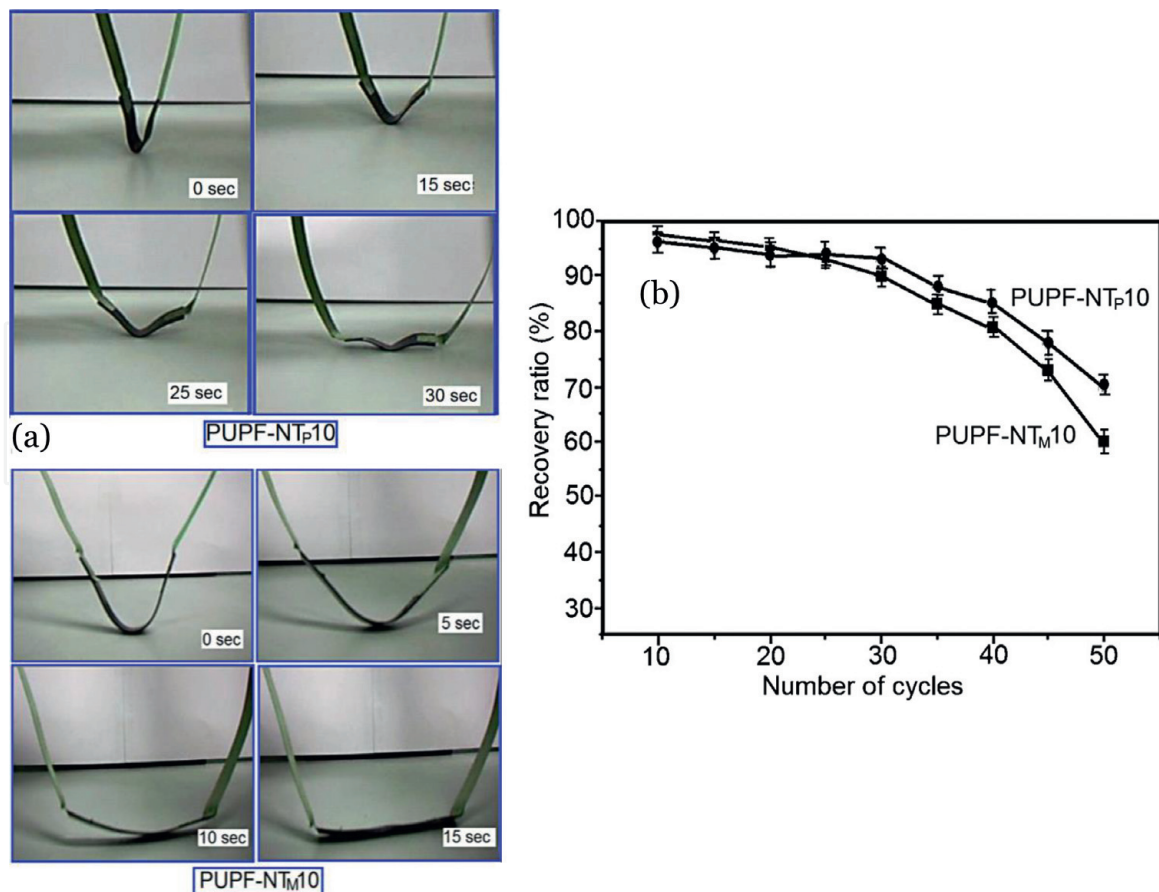 0 sec
15 sec
25 sec
30 sec
(a)
PUPF-NTP10
0 sec
5 sec
10 sec
15 sec
PUPF-NTM10
100
90
80
70
60
50
40
30
Recovery ratio (%)
(b)
PUPF-NTP10
PUPF-NTM10
10 20 30 40 50
Number of cycles